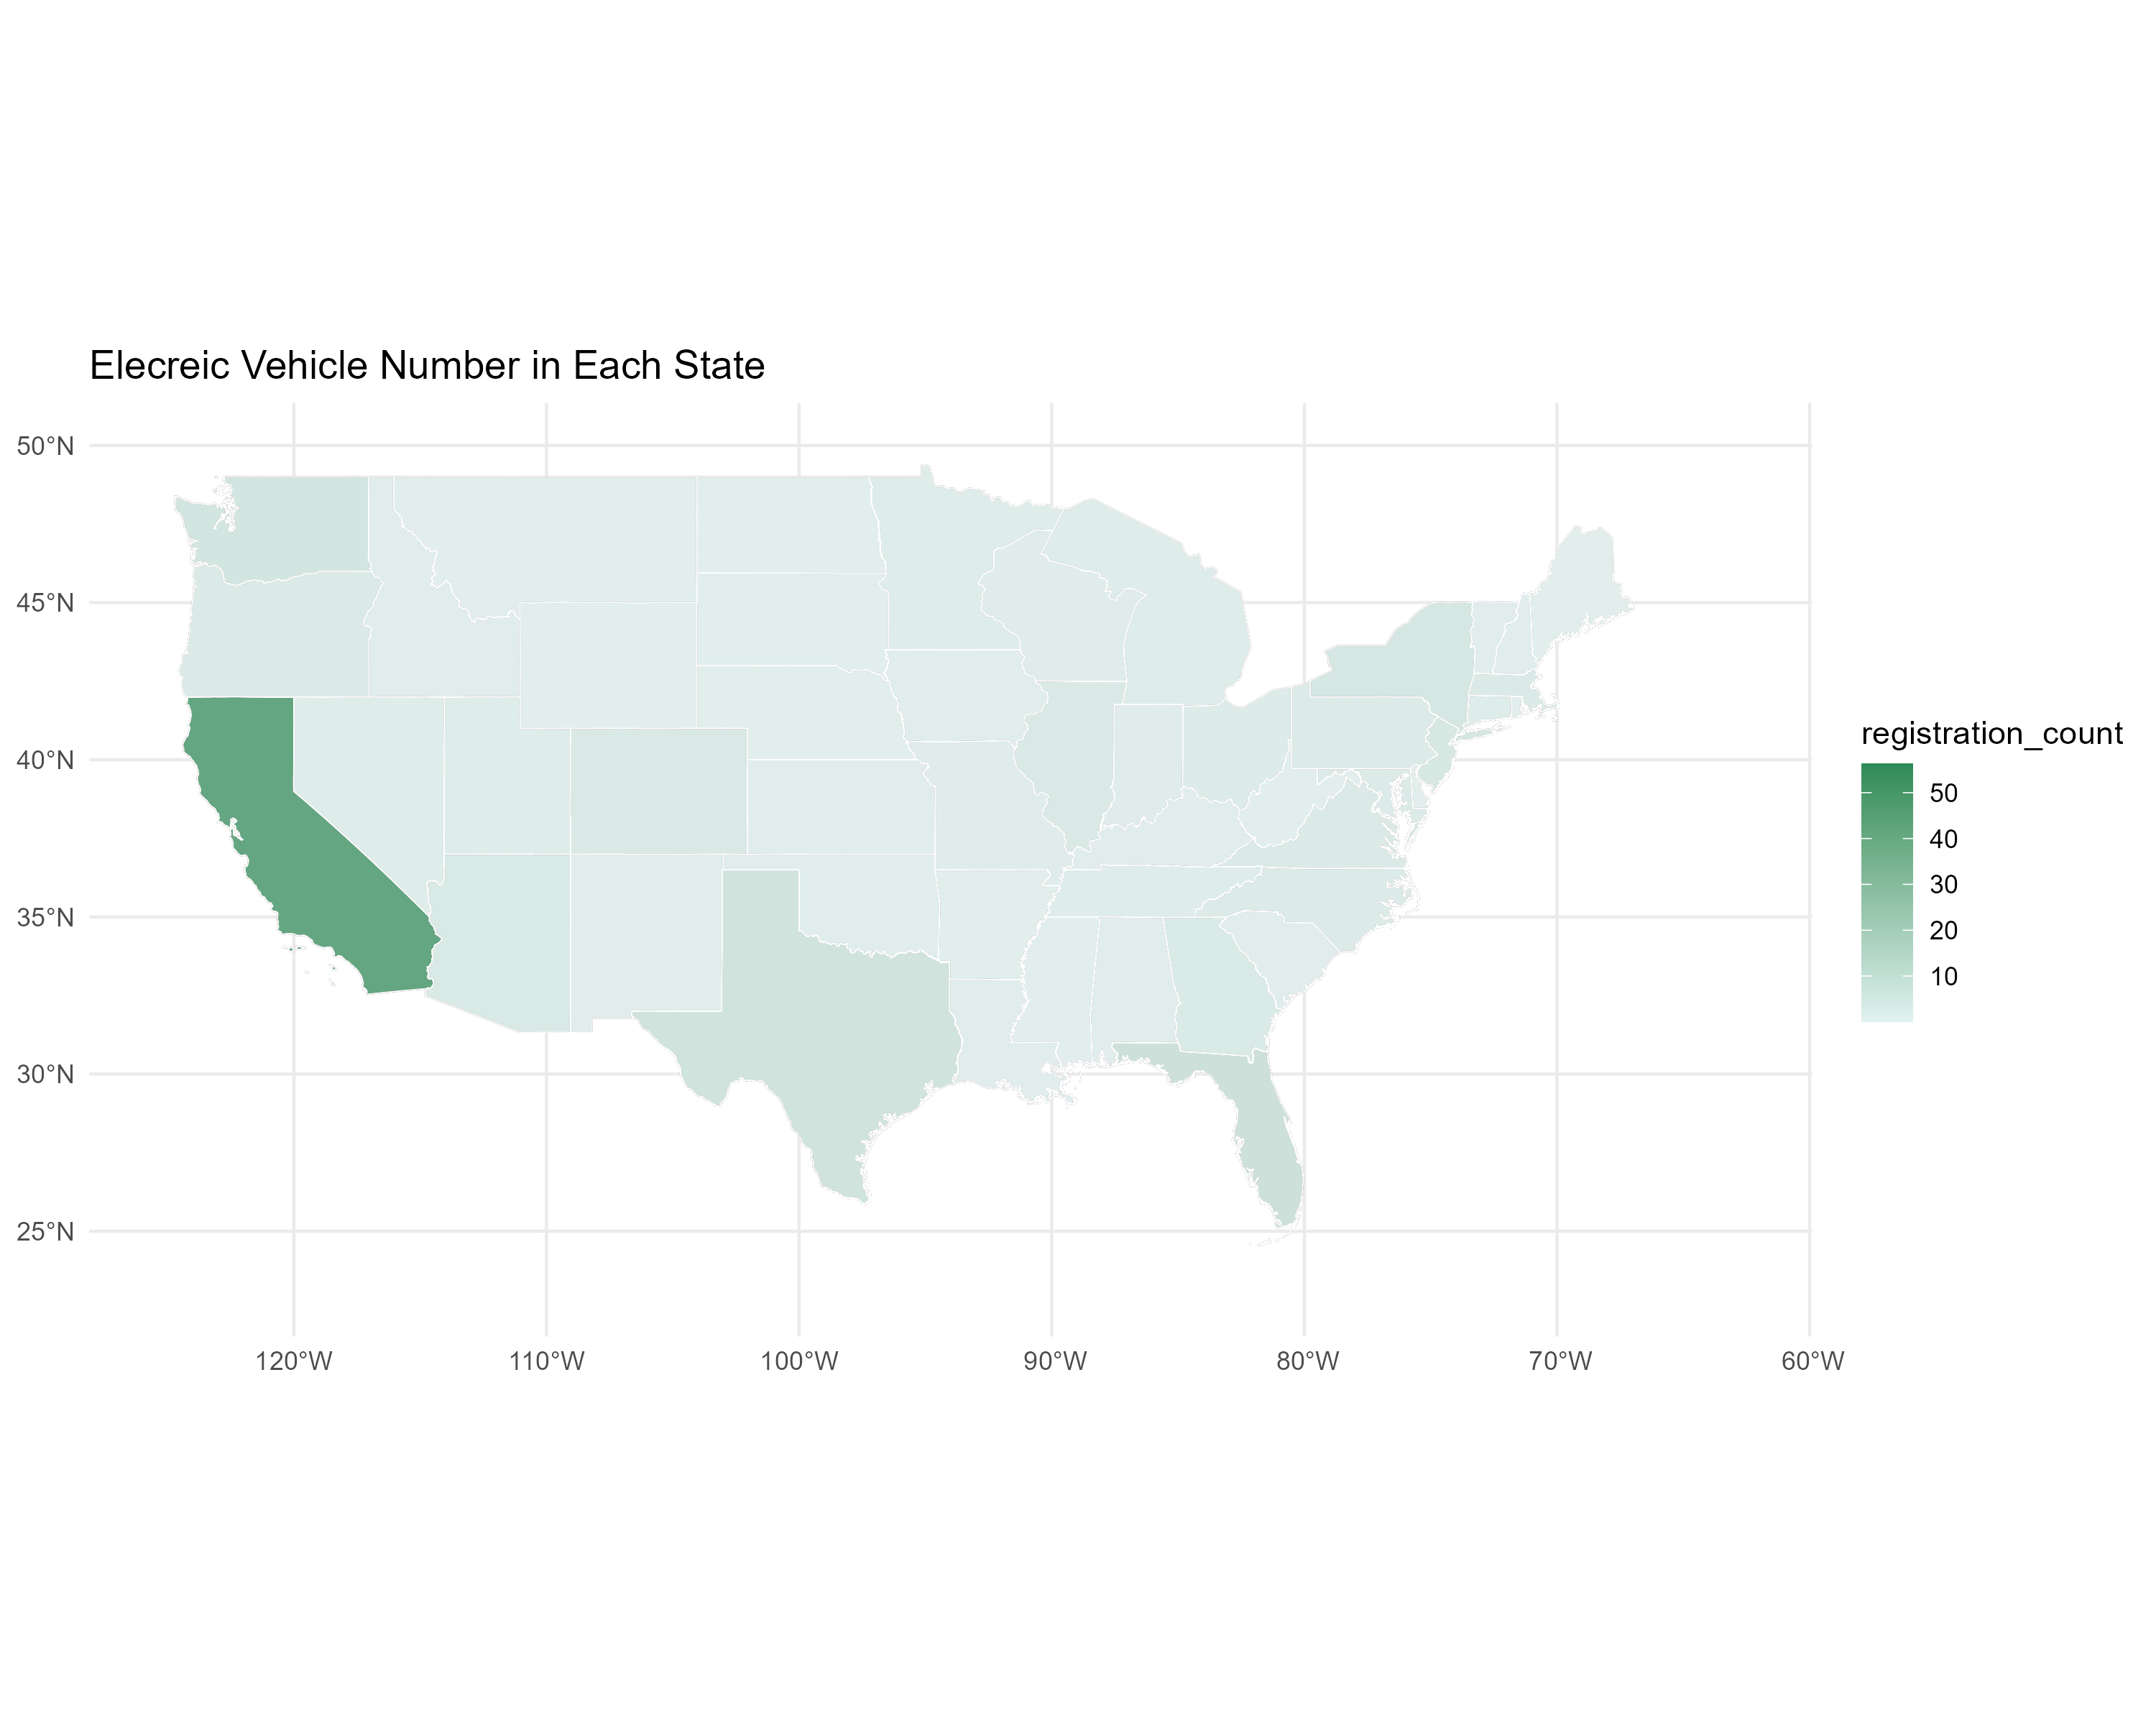 Elecreic Vehicle Number in Each State
50°N
45°N
40°N
35°N
30°N
25°N
120°W
110°W
100°W
90°W
80°W
70°W
60°W
registration_count
50
40
30
20
10